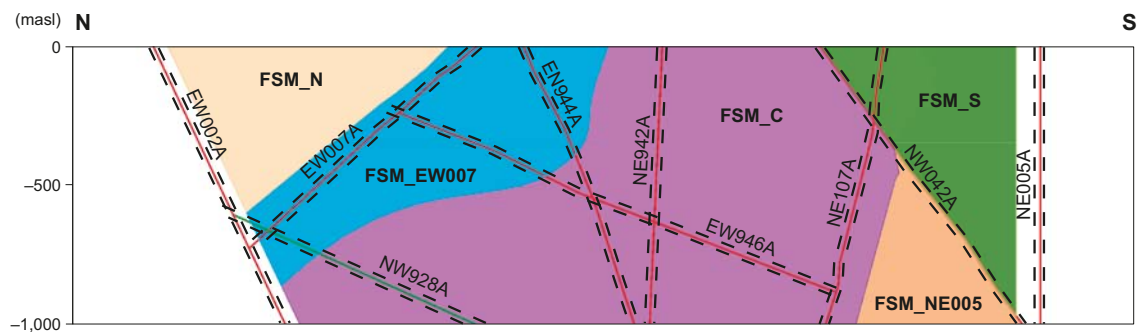 (masl) N S
0
–500
–1,000
FSM_N
EW002A
EW007A
FSM_EW007
EN944A
NE942A
FSM_C
NE107A
EW946A
NW928A
FSM_S
NW042A
NE005A
FSM_NE005